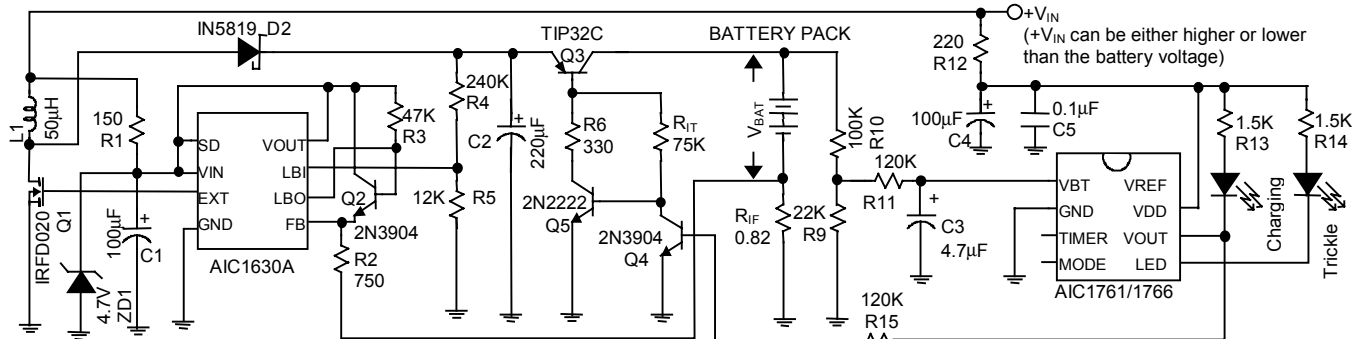 IN5819 D2
TIP32C
Q3
BATTERY PACK
+VIN
(+VIN can be either higher or lower
than the battery voltage)
220
R12
L1
50µH
150
R1
240K
R4
47K
R3
C2
220µF
+
R6
330
RIT
75K
VBAT
100K
R10
100µF
C4
+
0.1µF
C5
1.5K
R13
1.5K
R14
SD
VIN
EXT
GND
VOUT
LBI
LBO
FB
AIC1630A
Q2
2N3904
12K
R5
2N2222
Q5
2N3904
Q4
RIF
0.82
22K
R9
120K
R11
+
C3
4.7µF
VBT
GND
TIMER
MODE
VREF
VDD
VOUT
LED
AIC1761/1766
Charging
Trickle
IRFD020
Q1
100µF
C1
+
4.7V
ZD1
R2
750
120K
R15